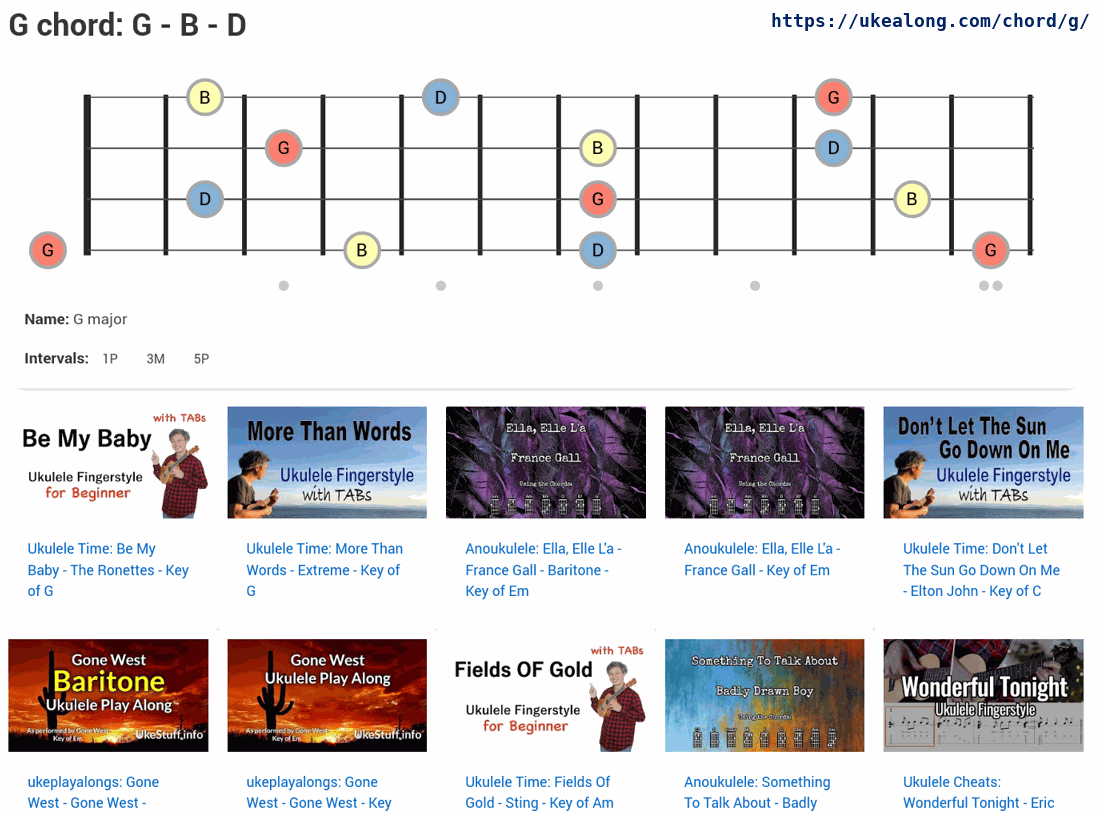 G chord: G - B - D
https://ukealong.com/chord/g/
B
D
G
G
B
D
D
G
B
G
B
D
G
Name: G major
Intervals: 1P 3M 5P
with TABs
Be My Baby
Ukulele Fingerstyle
for Beginner
More Than Words
Ukulele Fingerstyle
with TABs
Ella, Elle L'a
France Gall
Using the Chords:
Ella, Elle L'a
France Gall
Using the Chords:
Don't Let The Sun
Go Down On Me
Ukulele Fingerstyle
with TABs
Ukulele Time: Be My
Baby - The Ronettes - Key
of G
Ukulele Time: More Than
Words - Extreme - Key of
G
Anoukulele: Ella, Elle L'a -
France Gall - Baritone -
Key of Em
Anoukulele: Ella, Elle L'a -
France Gall - Key of Em
Ukulele Time: Don't Let
The Sun Go Down On Me
- Elton John - Key of C
Gone West
Baritone
Ukulele Play Along
As performed by Gone West
Key of Em
UkeStuff.info
Gone West
Ukulele Play Along
As performed by Gone West
Key of Em
UkeStuff.info
with TABs
Fields OF Gold
Ukulele Fingerstyle
for Beginner
Something To Talk About
Badly Drawn Boy
Using the Chords:
Wonderful Tonight
Ukulele Fingerstyle
ukeplayalongs: Gone
West - Gone West -
ukeplayalongs: Gone
West - Gone West - Key
Ukulele Time: Fields Of
Gold - Sting - Key of Am
Anoukulele: Something
To Talk About - Badly
Ukulele Cheats:
Wonderful Tonight - Eric